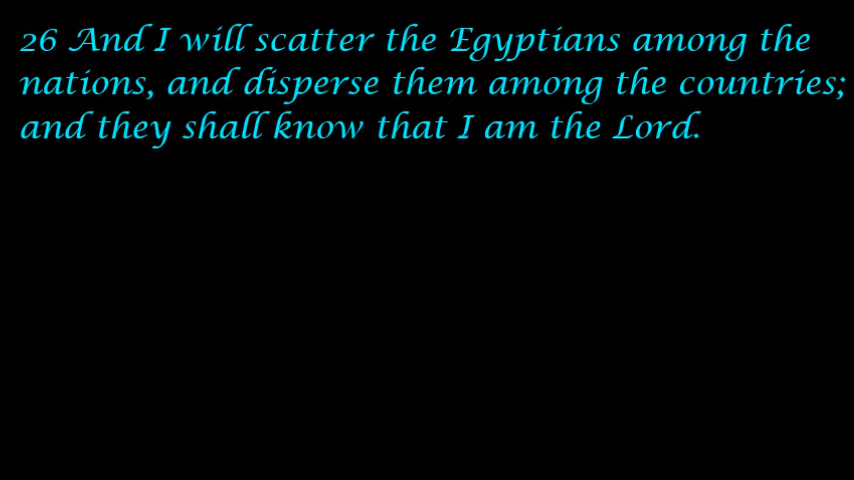 26 And I will scatter the Egyptians among the
nations, and disperse them among the countries;
and they shall know that I am the Lord.